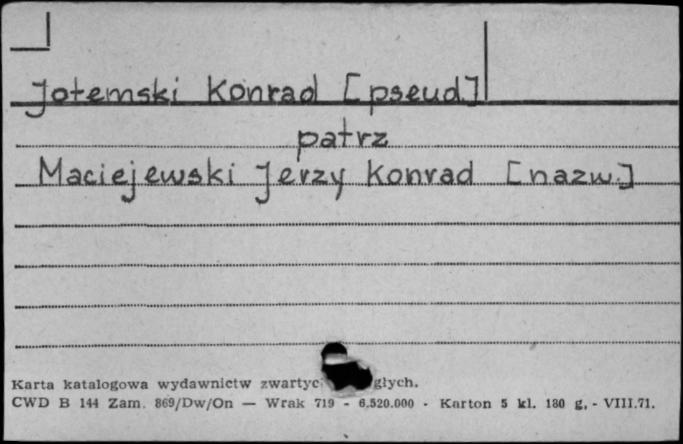 Jotemski Konrad [pseud.]
patrz
Maciejewski Jerzy Konrad [nazw.]
Karta katalogowa wydawnictw zwartyc głych.
CWD B 144 Zam. 869/Dw/On — Wrak 719 - 6.520.000 - Karton 5 kl. 180 g. - VIII.71.